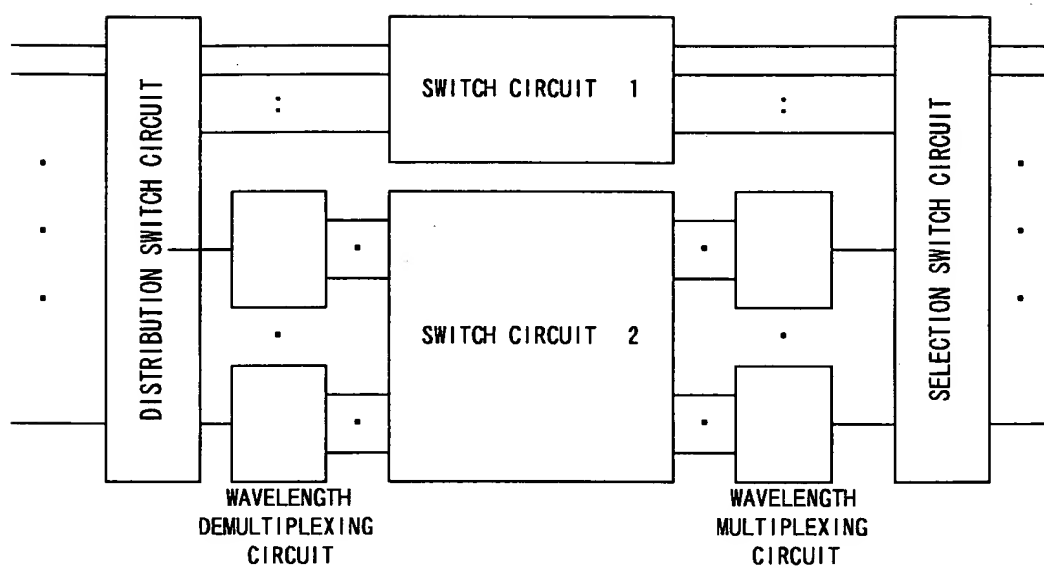 DISTRIBUTION SWITCH CIRCUIT
SWITCH CIRCUIT 1
SWITCH CIRCUIT 2
SELECTION SWITCH CIRCUIT
WAVELENGTH
DEMULTIPLEXING
CIRCUIT
WAVELENGTH
MULTIPLEXING
CIRCUIT